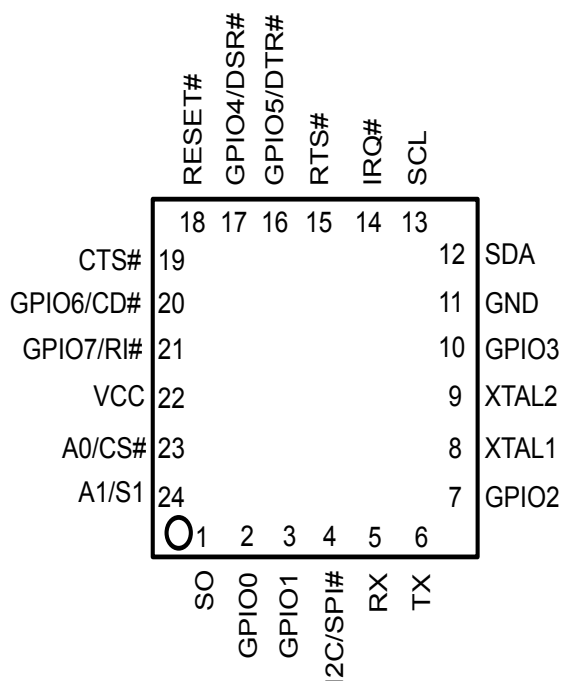 RESET#
GPIO4/DSR#
GPIO5/DTR#
RTS#
IRQ#
SCL
18 17 16 15 14 13
CTS# 19 12 SDA
GPIO6/CD# 20 11 GND
GPIO7/RI# 21 10 GPIO3
VCC 22 9 XTAL2
A0/CS# 23 8 XTAL1
A1/S1 24 7 GPIO2
1 2 3 4 5 6
SO
GPIO0
GPIO1
I2C/SPI#
RX
TX